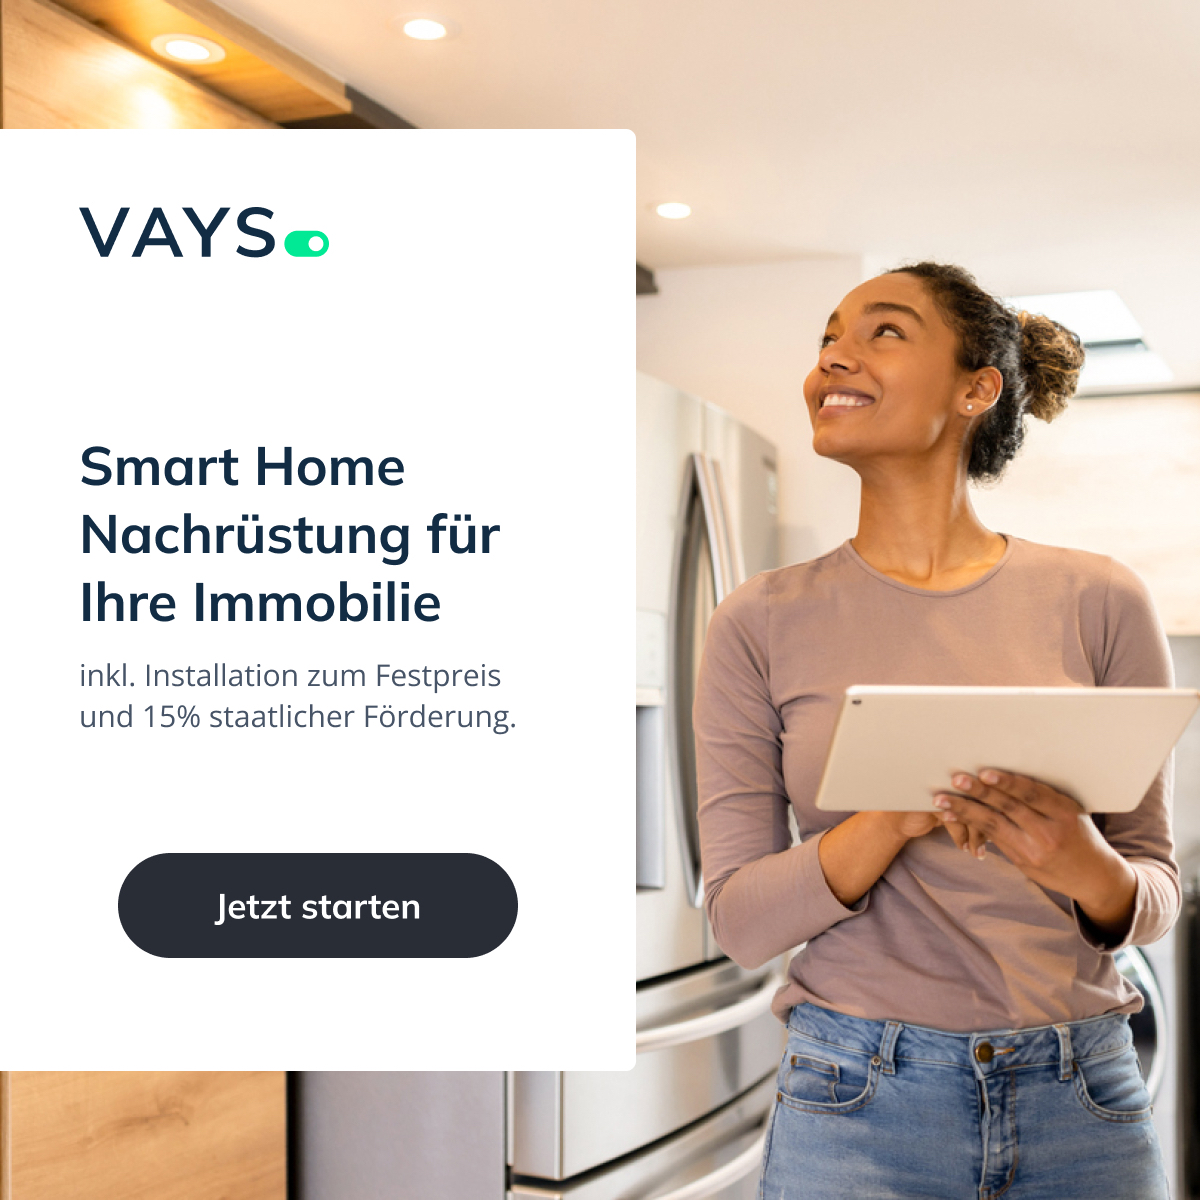 VAYS
Smart Home
Nachrüstung für
Ihre Immobilie
inkl. Installation zum Festpreis
und 15% staatlicher Förderung.
Jetzt starten